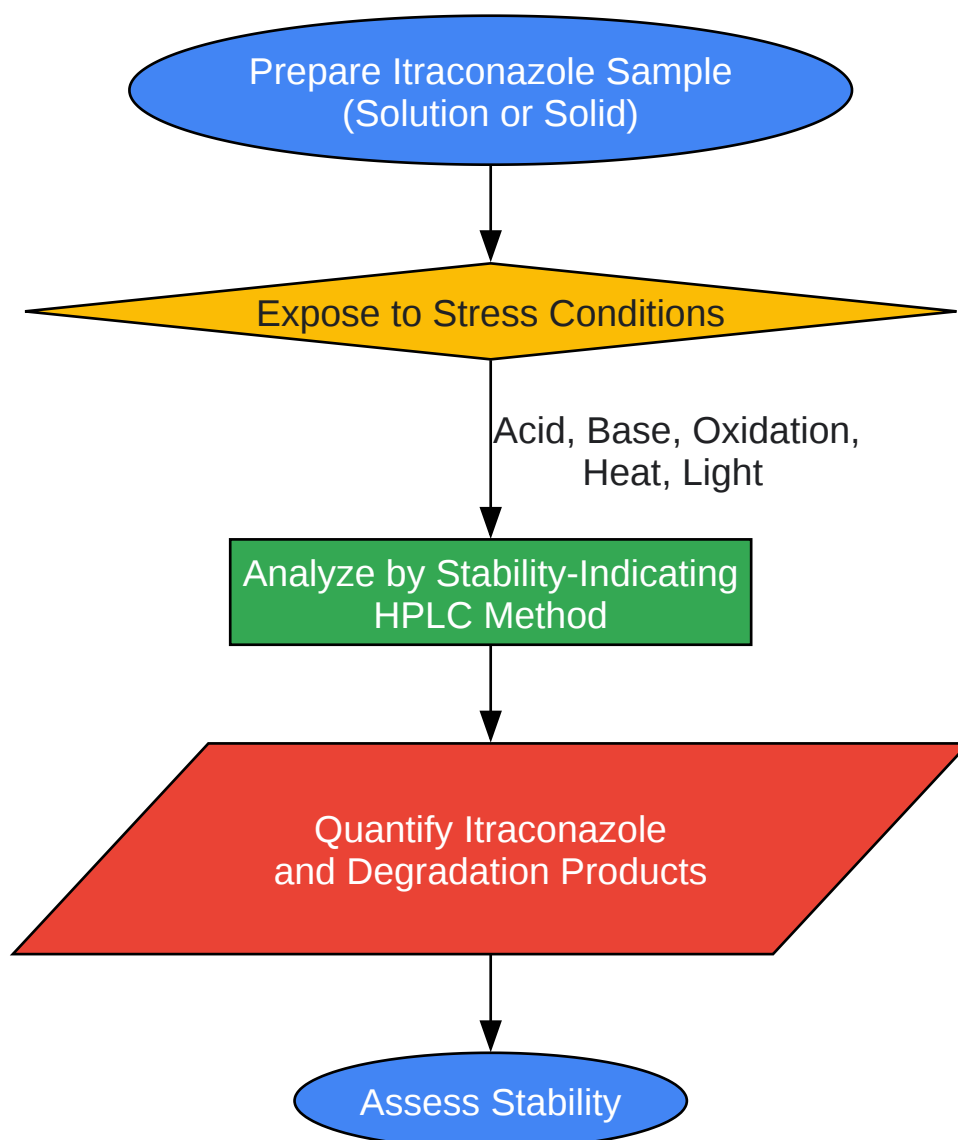 Prepare Itraconazole Sample
(Solution or Solid)
Expose to Stress Conditions
Acid, Base, Oxidation,
Heat, Light
Analyze by Stability-Indicating
HPLC Method
Quantify Itraconazole
and Degradation Products
Assess Stability